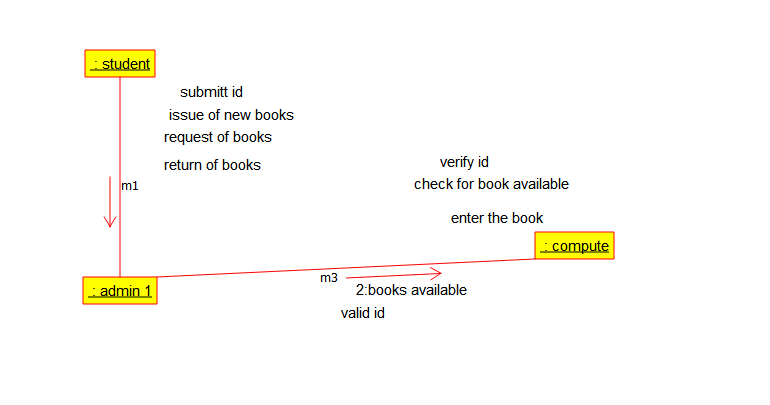 : student
submitt id
issue of new books
request of books
return of books
m1
verify id
check for book available
enter the book
: compute
: admin 1
m3
2:books available
valid id